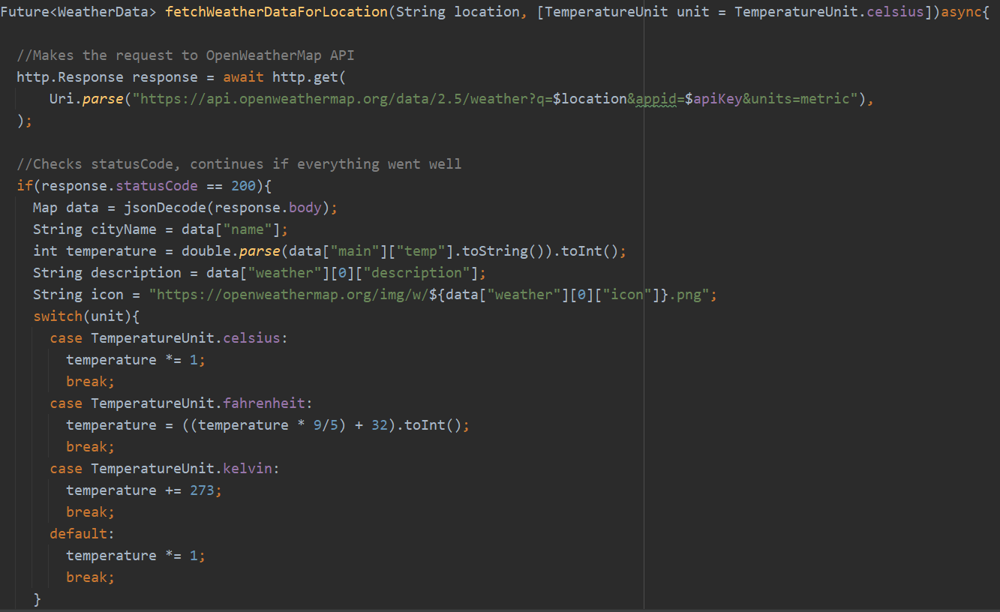 Future<WeatherData> fetchWeatherDataForLocation(String location, [TemperatureUnit unit = TemperatureUnit.celsius])async{
//Makes the request to OpenWeatherMap API
http.Response response = await http.get(
Uri.parse("https://api.openweathermap.org/data/2.5/weather?q=$location&appid=$apiKey&units=metric"),
);
//Checks statusCode, continues if everything went well
if(response.statusCode == 200){
Map data = jsonDecode(response.body);
String cityName = data["name"];
int temperature = double.parse(data["main"]["temp"].toString()).toInt();
String description = data["weather"][0]["description"];
String icon = "https://openweathermap.org/img/w/${data["weather"][0]["icon"]}.png";
switch(unit){
case TemperatureUnit.celsius:
temperature *= 1;
break;
case TemperatureUnit.fahrenheit:
temperature = ((temperature * 9/5) + 32).toInt();
break;
case TemperatureUnit.kelvin:
temperature += 273;
break;
default:
temperature *= 1;
break;
}